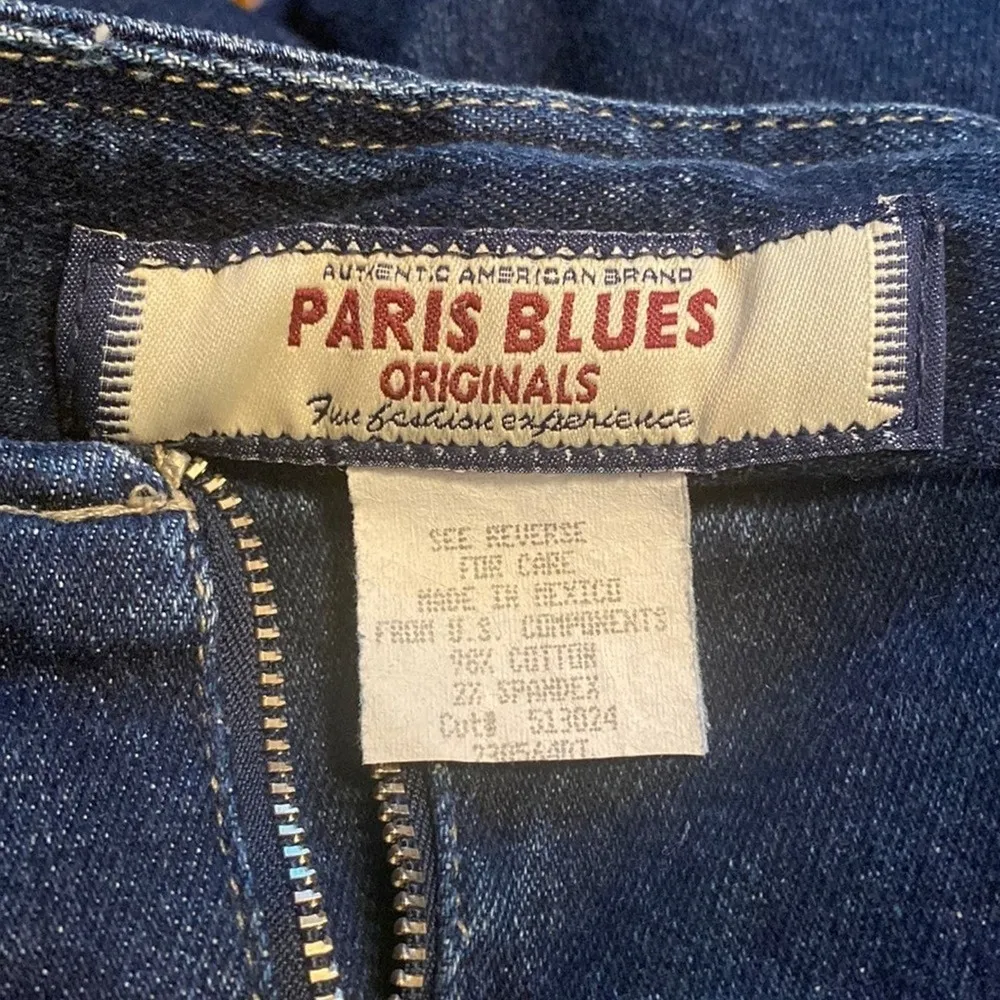 AUTHENTIC AMERICAN BRAND
PARIS BLUES
ORIGINALS
Fun fashion experience
SEE REVERSE
FOR CARE
MADE IN MEXICO
FROM U.S. COMPONENTS
98% COTTON
2% SPANDEX
Cut# 513024